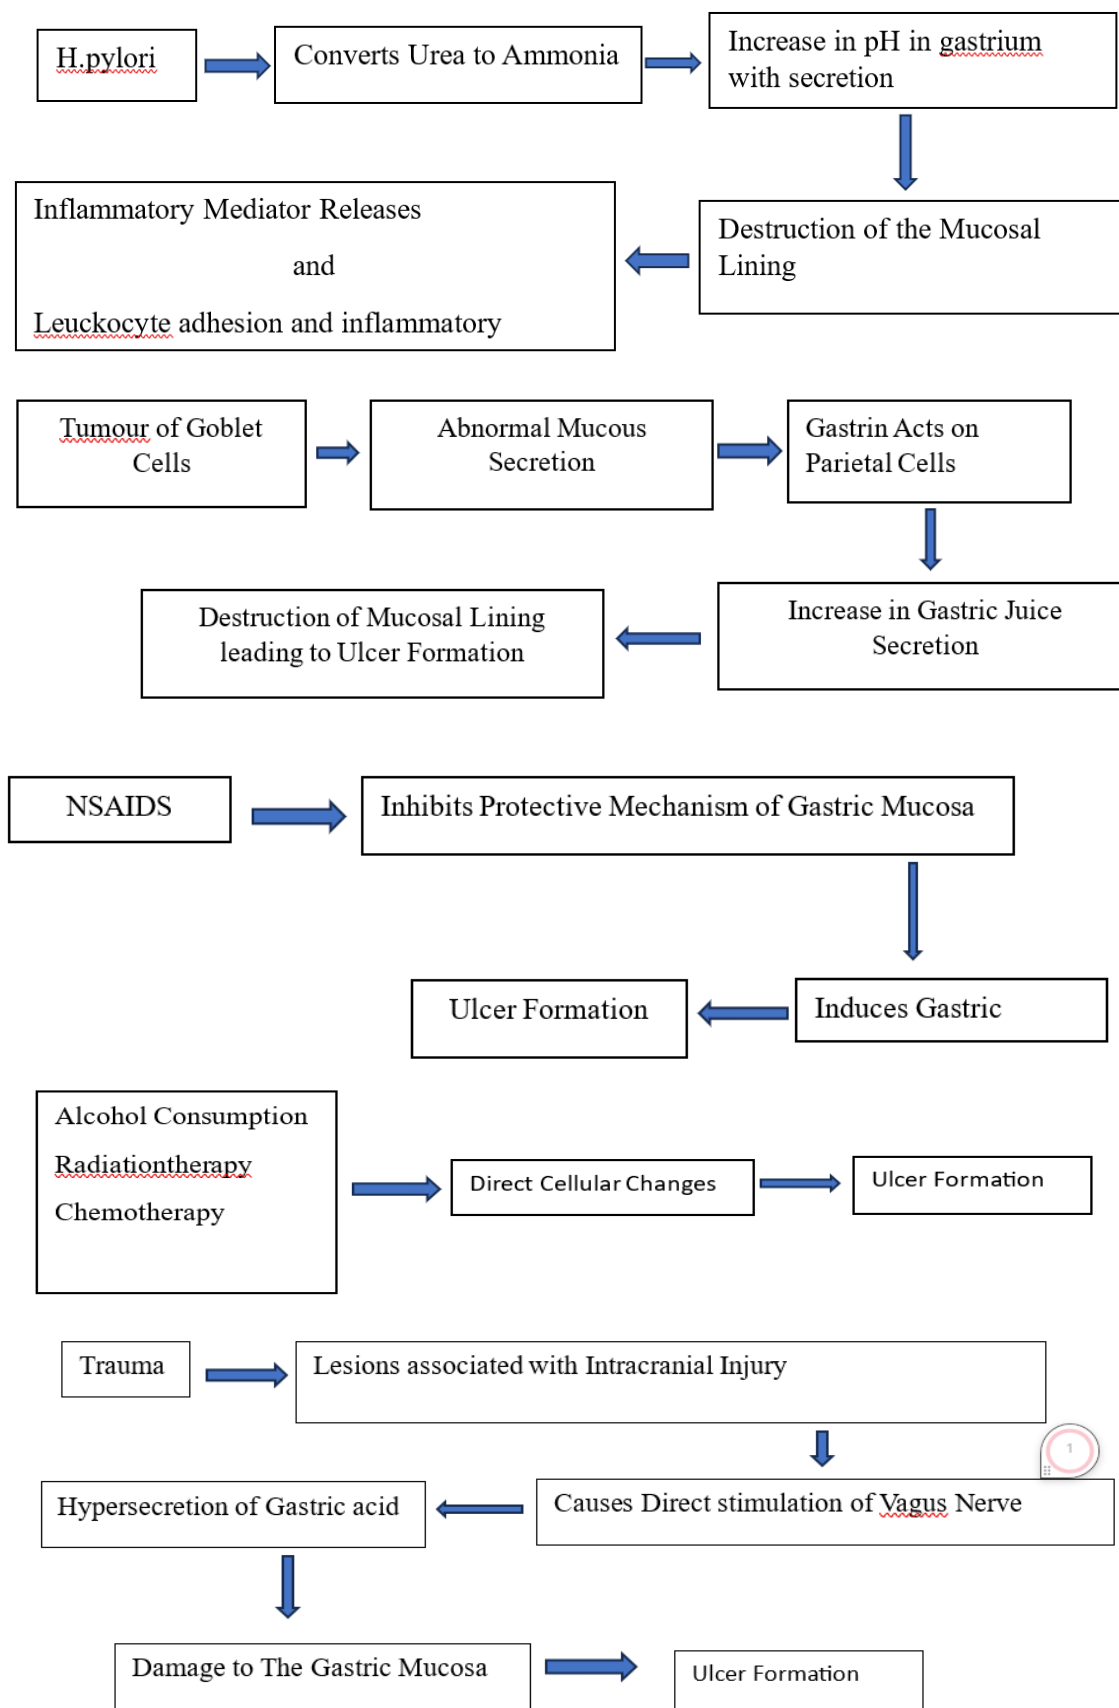 H.pylori
Converts Urea to Ammonia
Increase in pH in gastrium
with secretion
Destruction of the Mucosal
Lining
Inflammatory Mediator Releases
and
Leuckocyte adhesion and inflammatory
Tumour of Goblet
Cells
Abnormal Mucous
Secretion
Gastrin Acts on
Parietal Cells
Increase in Gastric Juice
Secretion
Destruction of Mucosal Lining
leading to Ulcer Formation
NSAIDS
Inhibits Protective Mechanism of Gastric Mucosa
Induces Gastric
Ulcer Formation
Alcohol Consumption
Radiationtherapy
Chemotherapy
Direct Cellular Changes
Ulcer Formation
Trauma
Lesions associated with Intracranial Injury
1
Causes Direct stimulation of Vagus Nerve
Hypersecretion of Gastric acid
Damage to The Gastric Mucosa
Ulcer Formation